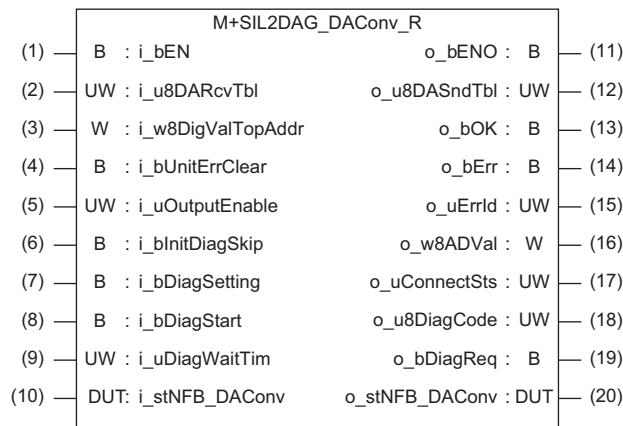 M+SIL2DAG_DAConv_R
(1) B : i_bEN o_bENO : B (11)
(2) UW : i_u8DARcvTbl o_u8DASndTbl : UW (12)
(3) W : i_w8DigValTopAddr o_bOK : B (13)
(4) B : i_bUnitErrClear o_bErr : B (14)
(5) UW : i_uOutputEnable o_uErrId : UW (15)
(6) B : i_bInitDiagSkip o_w8ADVal : W (16)
(7) B : i_bDiagSetting o_uConnectSts : UW (17)
(8) B : i_bDiagStart o_u8DiagCode : UW (18)
(9) UW : i_uDiagWaitTim o_bDiagReq : B (19)
(10) DUT: i_stNFB_DAConv o_stNFB_DAConv : DUT (20)